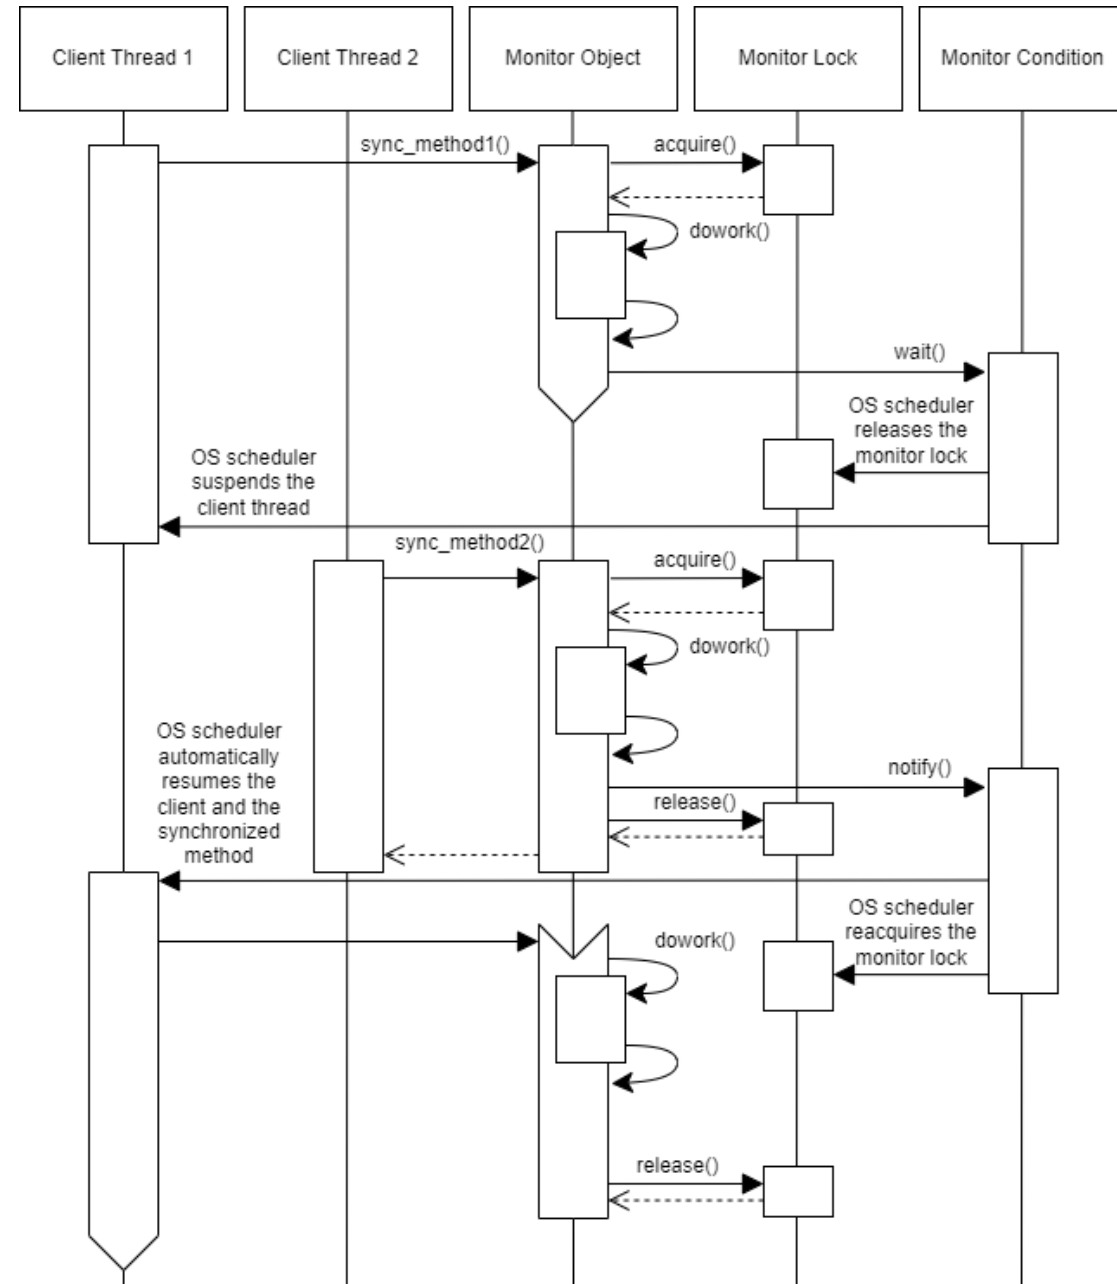 Client Thread 1
Client Thread 2
Monitor Object
Monitor Lock
Monitor Condition
sync_method1()
acquire()
dowork()
wait()
OS scheduler
releases the
monitor lock
OS scheduler
suspends the
client thread
sync_method2()
acquire()
dowork()
OS scheduler
automatically
resumes the
client and the
synchronized
method
notify()
release()
OS scheduler
reacquires the
monitor lock
dowork()
release()